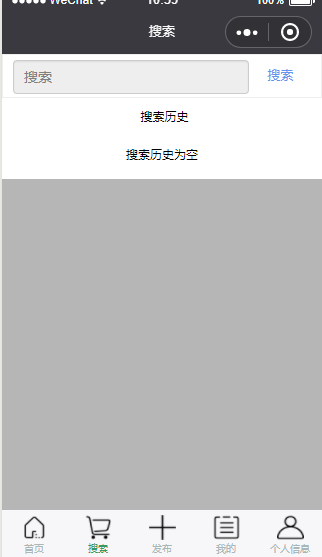 WeChat 100%
搜索
搜索 搜索
搜索历史
搜索历史为空
首页 搜索 发布 我的 个人信息